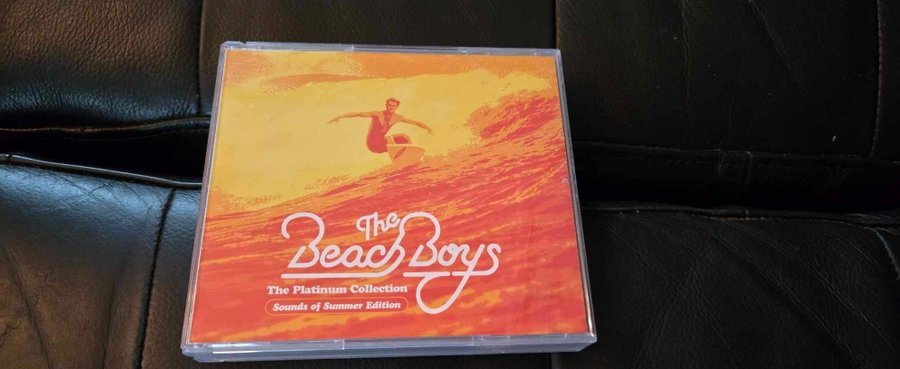 The
Beach Boys
The Platinum Collection
Sounds of Summer Edition